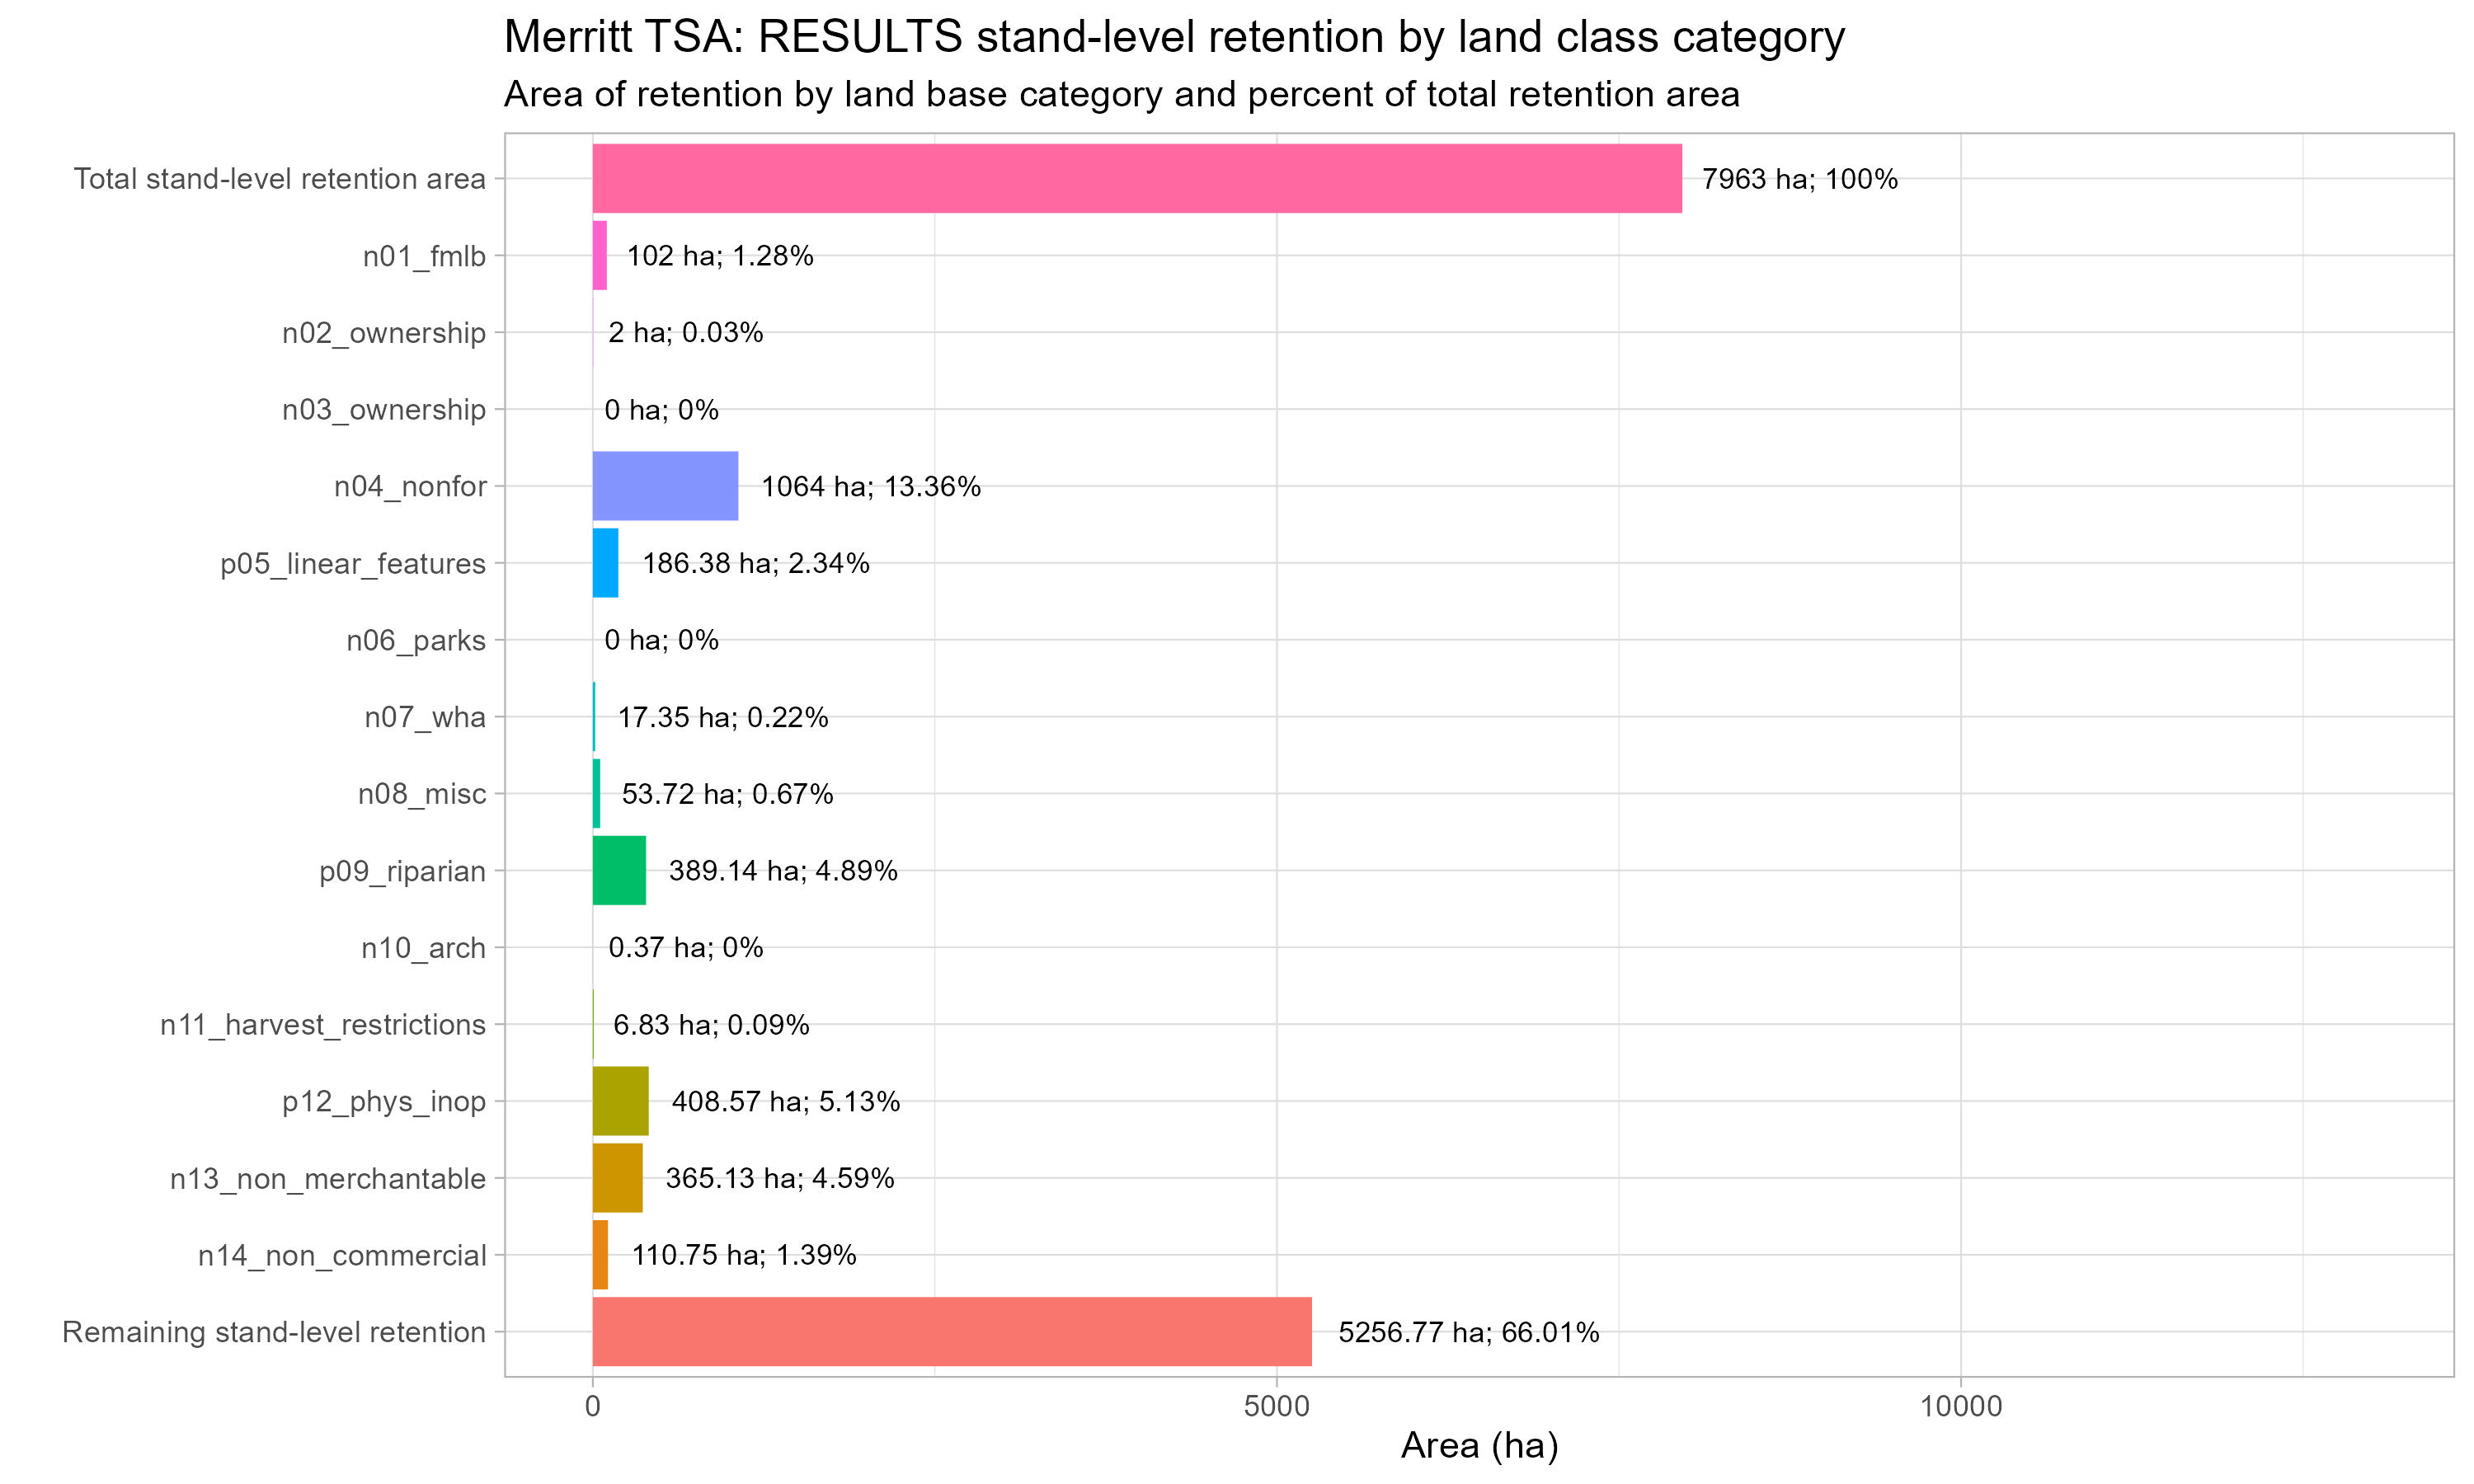 Merritt TSA: RESULTS stand-level retention by land class category
Area of retention by land base category and percent of total retention area
Total stand-level retention area 7963 ha; 100%
n01_fmlb 102 ha; 1.28%
n02_ownership 2 ha; 0.03%
n03_ownership 0 ha; 0%
n04_nonfor 1064 ha; 13.36%
p05_linear_features 186.38 ha; 2.34%
n06_parks 0 ha; 0%
n07_wha 17.35 ha; 0.22%
n08_misc 53.72 ha; 0.67%
p09_riparian 389.14 ha; 4.89%
n10_arch 0.37 ha; 0%
n11_harvest_restrictions 6.83 ha; 0.09%
p12_phys_inop 408.57 ha; 5.13%
n13_non_merchantable 365.13 ha; 4.59%
n14_non_commercial 110.75 ha; 1.39%
Remaining stand-level retention 5256.77 ha; 66.01%
0 5000 10000
Area (ha)